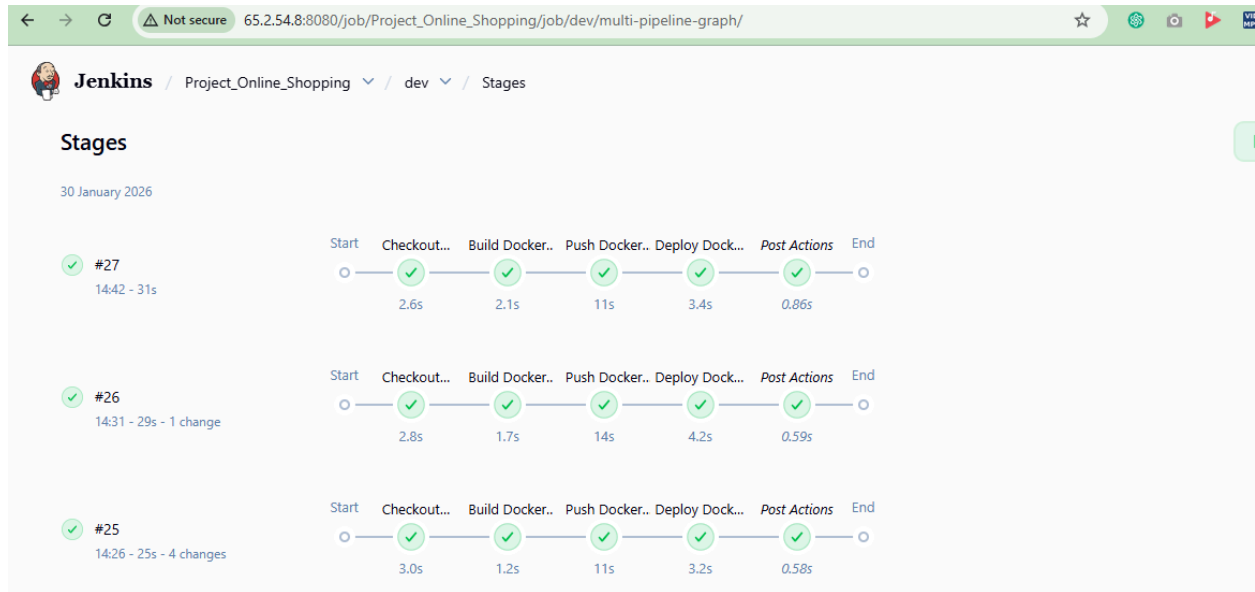 Not secure 65.2.54.8:8080/job/Project_Online_Shopping/job/dev/multi-pipeline-graph/
Jenkins / Project_Online_Shopping / dev / Stages
Stages
30 January 2026
Start Checkout... Build Docker.. Push Docker.. Deploy Dock... Post Actions End
#27
14:42 - 31s
2.6s 2.1s 11s 3.4s 0.86s
Start Checkout... Build Docker.. Push Docker.. Deploy Dock... Post Actions End
#26
14:31 - 29s - 1 change
2.8s 1.7s 14s 4.2s 0.59s
Start Checkout... Build Docker.. Push Docker.. Deploy Dock... Post Actions End
#25
14:26 - 25s - 4 changes
3.0s 1.2s 11s 3.2s 0.58s